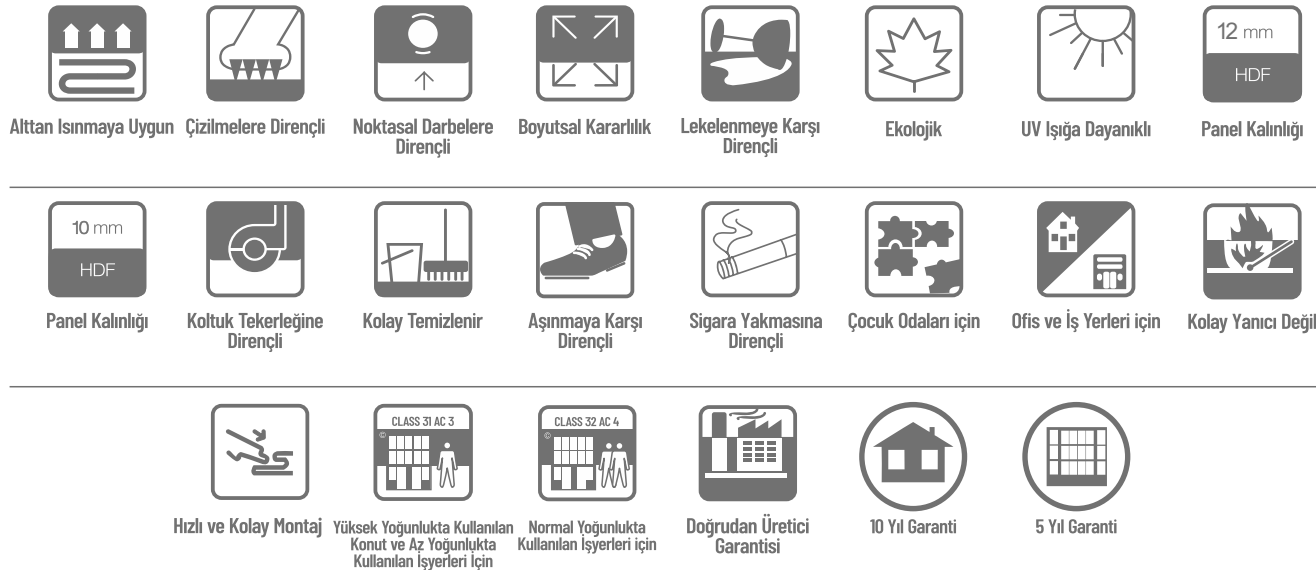 12 mm
HDF
Alttan Isınmaya Uygun
Çizilmelere Dirençli
Noktasal Darbelere
Dirençli
Boyutsal Kararlılık
Lekelenmeye Karşı
Dirençli
Ekolojik
UV Işığa Dayanıklı
Panel Kalınlığı
10 mm
HDF
Panel Kalınlığı
Koltuk Tekerleğine
Dirençli
Kolay Temizlenir
Aşınmaya Karşı
Dirençli
Sigara Yakmasına
Dirençli
Çocuk Odaları için
Ofis ve İş Yerleri için
Kolay Yanıcı Değil
CLASS 31 AC 3
©
CLASS 32 AC 4
©
Hızlı ve Kolay Montaj
Yüksek Yoğunlukta Kullanılan
Konut ve Az Yoğunlukta
Kullanılan İşyerleri İçin
Normal Yoğunlukta
Kullanılan İşyerleri için
Doğrudan Üretici
Garantisi
10 Yıl Garanti
5 Yıl Garanti